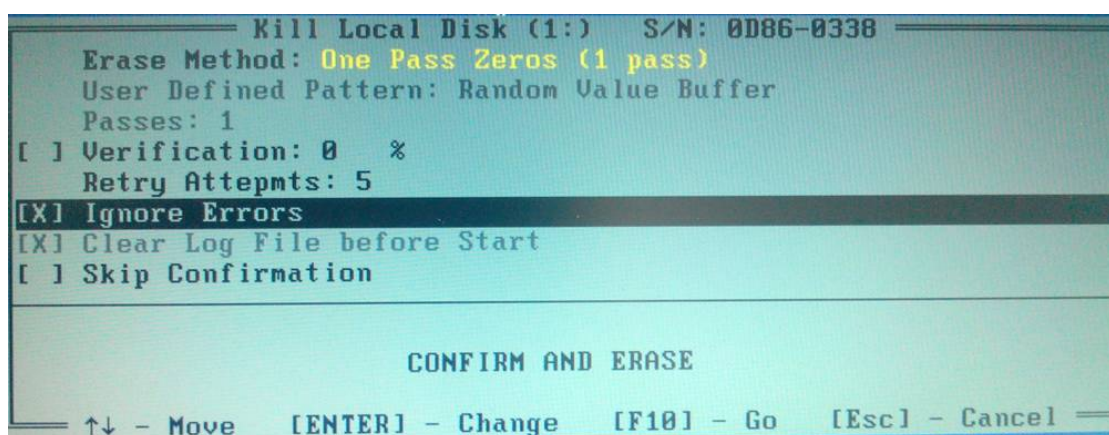 Kill Local Disk (1:) S/N: 0D86-0338
Erase Method: One Pass Zeros (1 pass)
User Defined Pattern: Random Value Buffer
Passes: 1
[ ] Verification: 0 %
Retry Attepmts: 5
[X] Ignore Errors
[X] Clear Log File before Start
[ ] Skip Confirmation
CONFIRM AND ERASE
↑↓ - Move [ENTER] - Change [F10] - Go [Esc] - Cancel